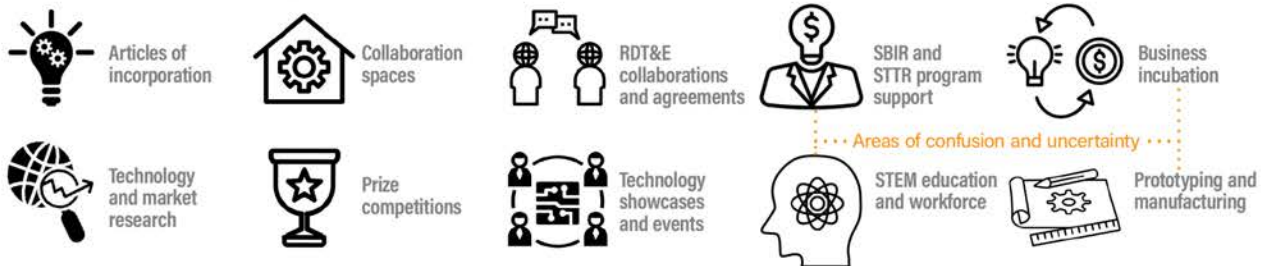 Articles of
incorporation
Collaboration
spaces
RDT&E
collaborations
and agreements
$
SBIR and
STTR program
support
$
Business
incubation
Areas of confusion and uncertainty
Technology
and market
research
Prize
competitions
Technology
showcases
and events
STEM education
and workforce
Prototyping and
manufacturing